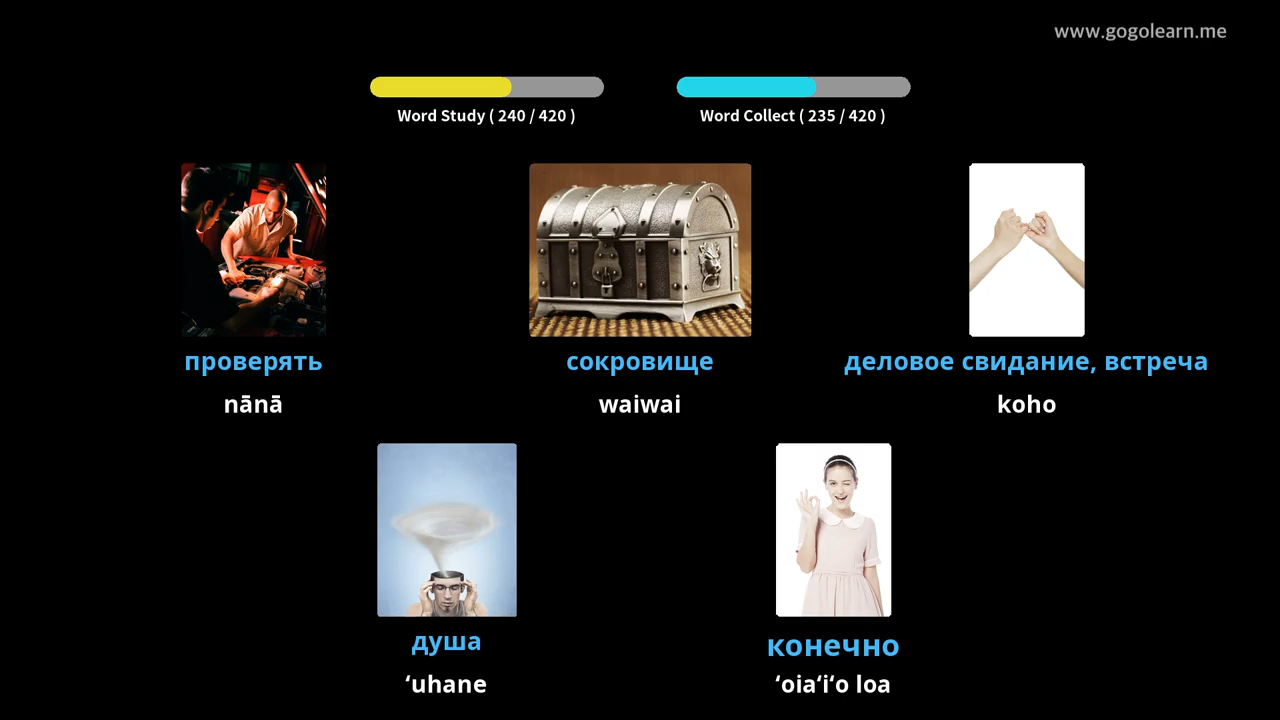 www.gogolearn.me
Word Study ( 240 / 420 )
Word Collect ( 235 / 420 )
проверять
сокровище
деловое свидание, встреча
nānā
waiwai
koho
душа
конечно
ʻuhane
ʻoiaʻiʻo loa